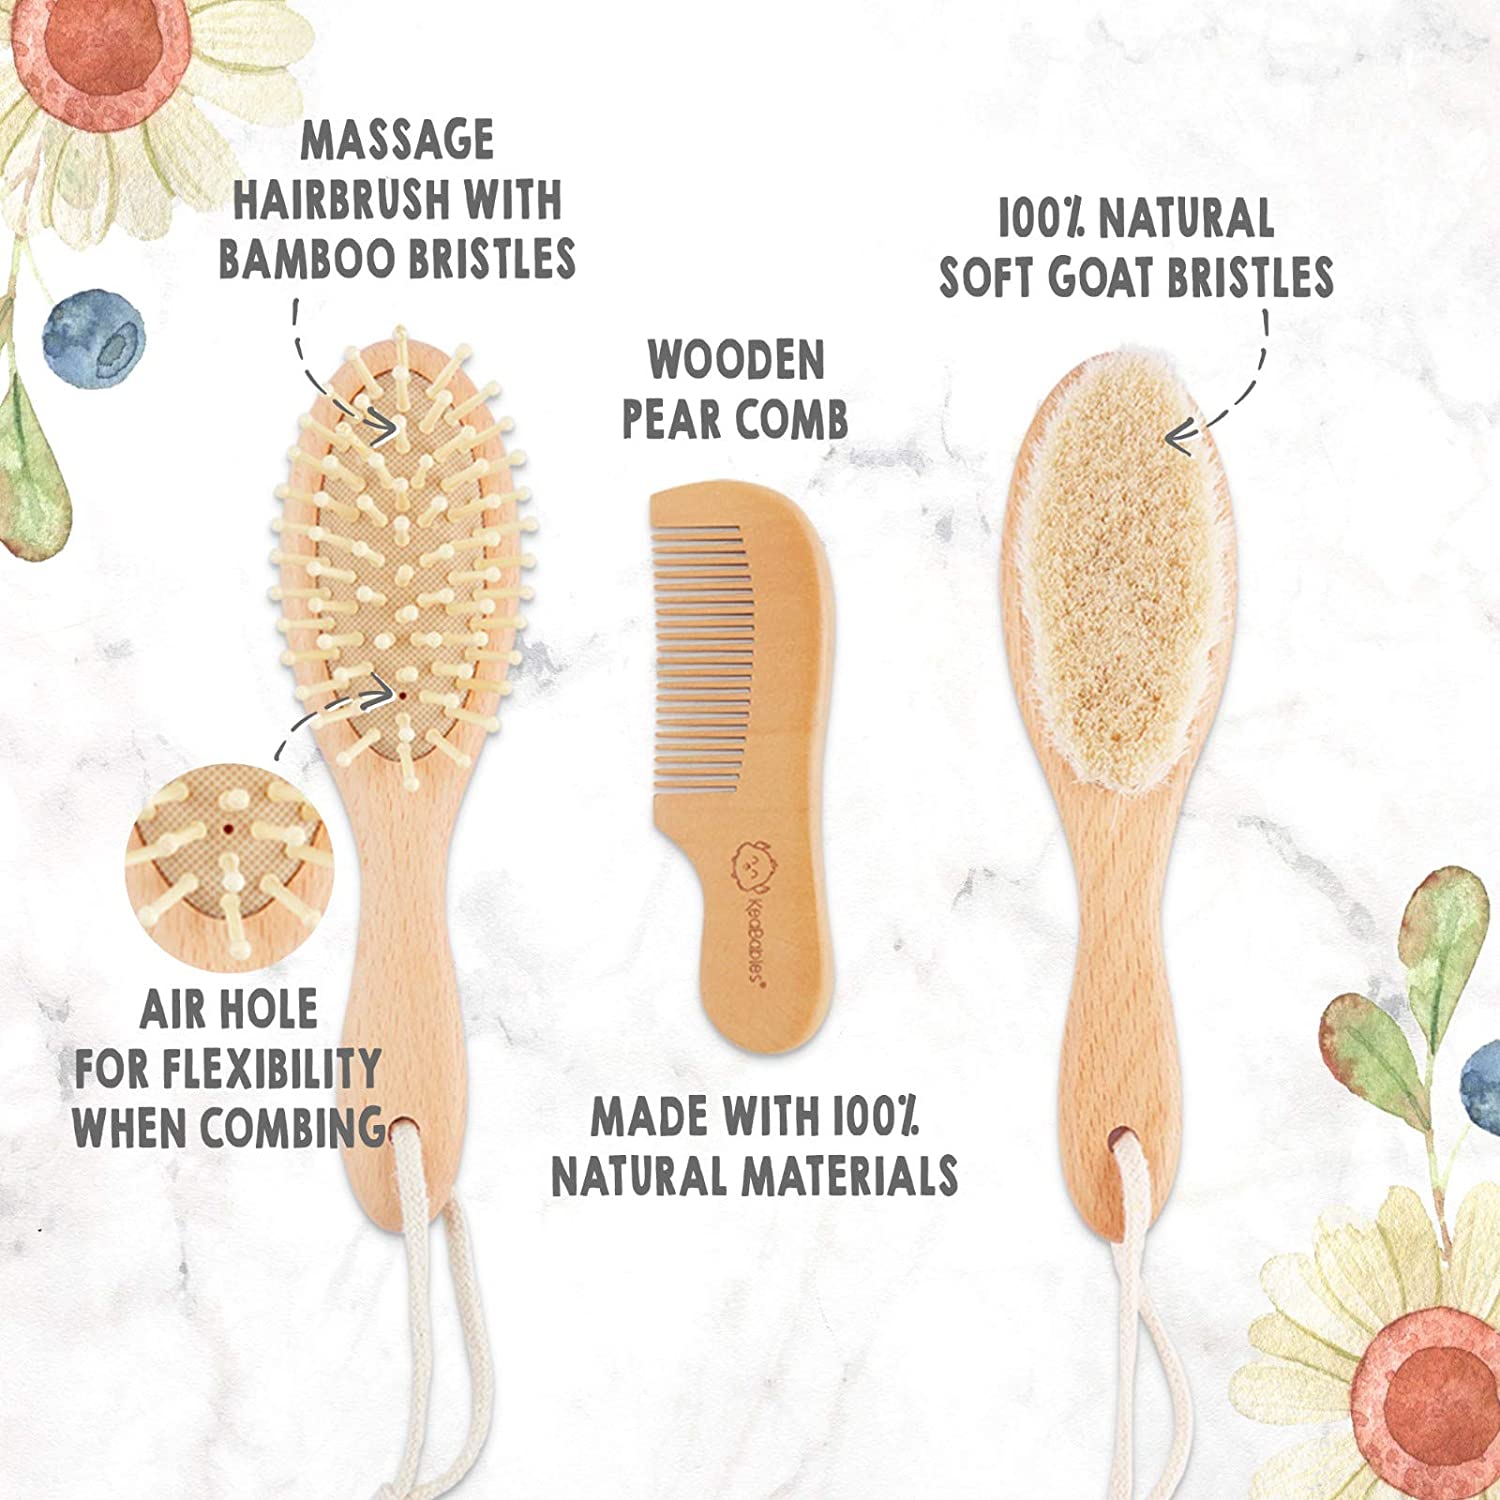 MASSAGE
HAIRBRUSH WITH
BAMBOO BRISTLES
100% NATURAL
SOFT GOAT BRISTLES
WOODEN
PEAR COMB
KeaBabies®
AIR HOLE
FOR FLEXIBILITY
WHEN COMBING
MADE WITH 100%
NATURAL MATERIALS